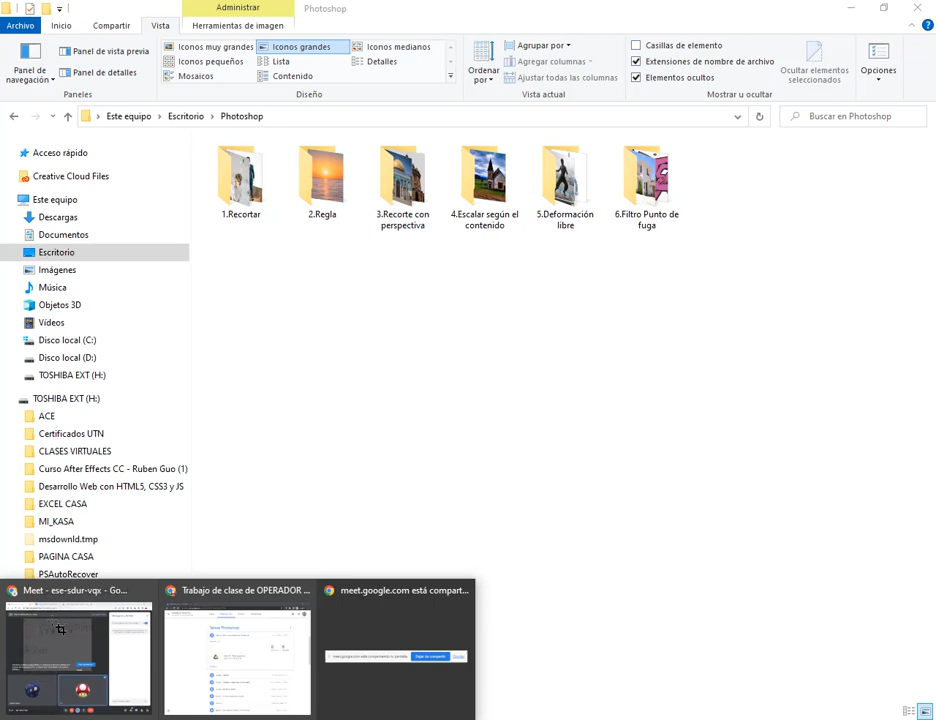 Administrar
Photoshop
Archivo
Inicio
Compartir
Vista
Herramientas de imagen
Panel de navegación
Panel de vista previa
Panel de detalles
Paneles
Iconos muy grandes
Iconos grandes
Iconos medianos
Iconos pequeños
Lista
Detalles
Mosaicos
Contenido
Diseño
Ordenar por
Agrupar por
Agregar columnas
Ajustar todas las columnas
Vista actual
Casillas de elemento
Extensiones de nombre de archivo
Elementos ocultos
Ocultar elementos seleccionados
Mostrar u ocultar
Opciones
Este equipo
Escritorio
Photoshop
Buscar en Photoshop
Acceso rápido
Creative Cloud Files
Este equipo
Descargas
Documentos
Escritorio
Imágenes
Música
Objetos 3D
Vídeos
Disco local (C:)
Disco local (D:)
TOSHIBA EXT (H:)
TOSHIBA EXT (H:)
ACE
Certificados UTN
CLASES VIRTUALES
Curso After Effects CC - Ruben Guo (1)
Desarrollo Web con HTML5, CSS3 y JS
EXCEL CASA
MI_KASA
msdownld.tmp
PAGINA CASA
PSAutoRecover
1.Recortar
2.Regla
3.Recorte con perspectiva
4.Escalar según el contenido
5.Deformación libre
6.Filtro Punto de fuga
Meet - ese-sdur-vqx - Go...
Trabajo de clase de OPERADOR ...
meet.google.com está compart...